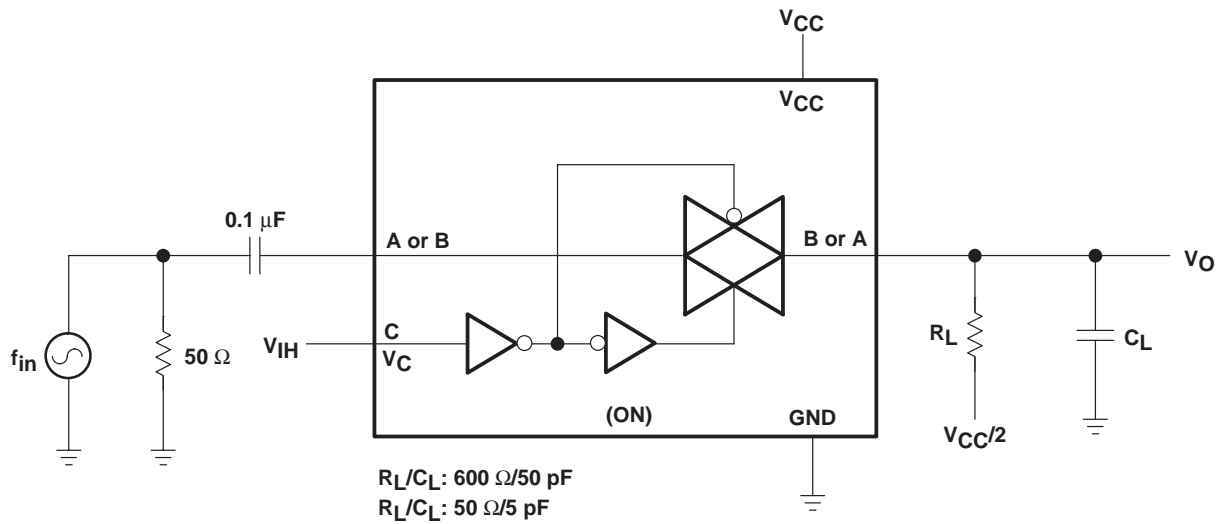 VCC
VCC
0.1 μF
A or B
B or A
VO
fin
50 Ω
VIH
C
VC
RL
CL
(ON)
GND
VCC/2
RL/CL: 600 Ω/50 pF
RL/CL: 50 Ω/5 pF